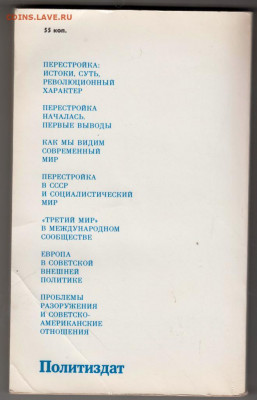 COINS.LAVE.RU
55 коп.
ПЕРЕСТРОЙКА:
ИСТОКИ, СУТЬ,
РЕВОЛЮЦИОННЫЙ
ХАРАКТЕР
ПЕРЕСТРОЙКА
НАЧАЛАСЬ.
ПЕРВЫЕ ВЫВОДЫ
КАК МЫ ВИДИМ
СОВРЕМЕННЫЙ
МИР
ПЕРЕСТРОЙКА
В СССР
И СОЦИАЛИСТИЧЕСКИЙ
МИР
«ТРЕТИЙ МИР»
В МЕЖДУНАРОДНОМ
СООБЩЕСТВЕ
ЕВРОПА
В СОВЕТСКОЙ
ВНЕШНЕЙ
ПОЛИТИКЕ
ПРОБЛЕМЫ
РАЗОРУЖЕНИЯ
И СОВЕТСКО-
АМЕРИКАНСКИЕ
ОТНОШЕНИЯ
Политиздат